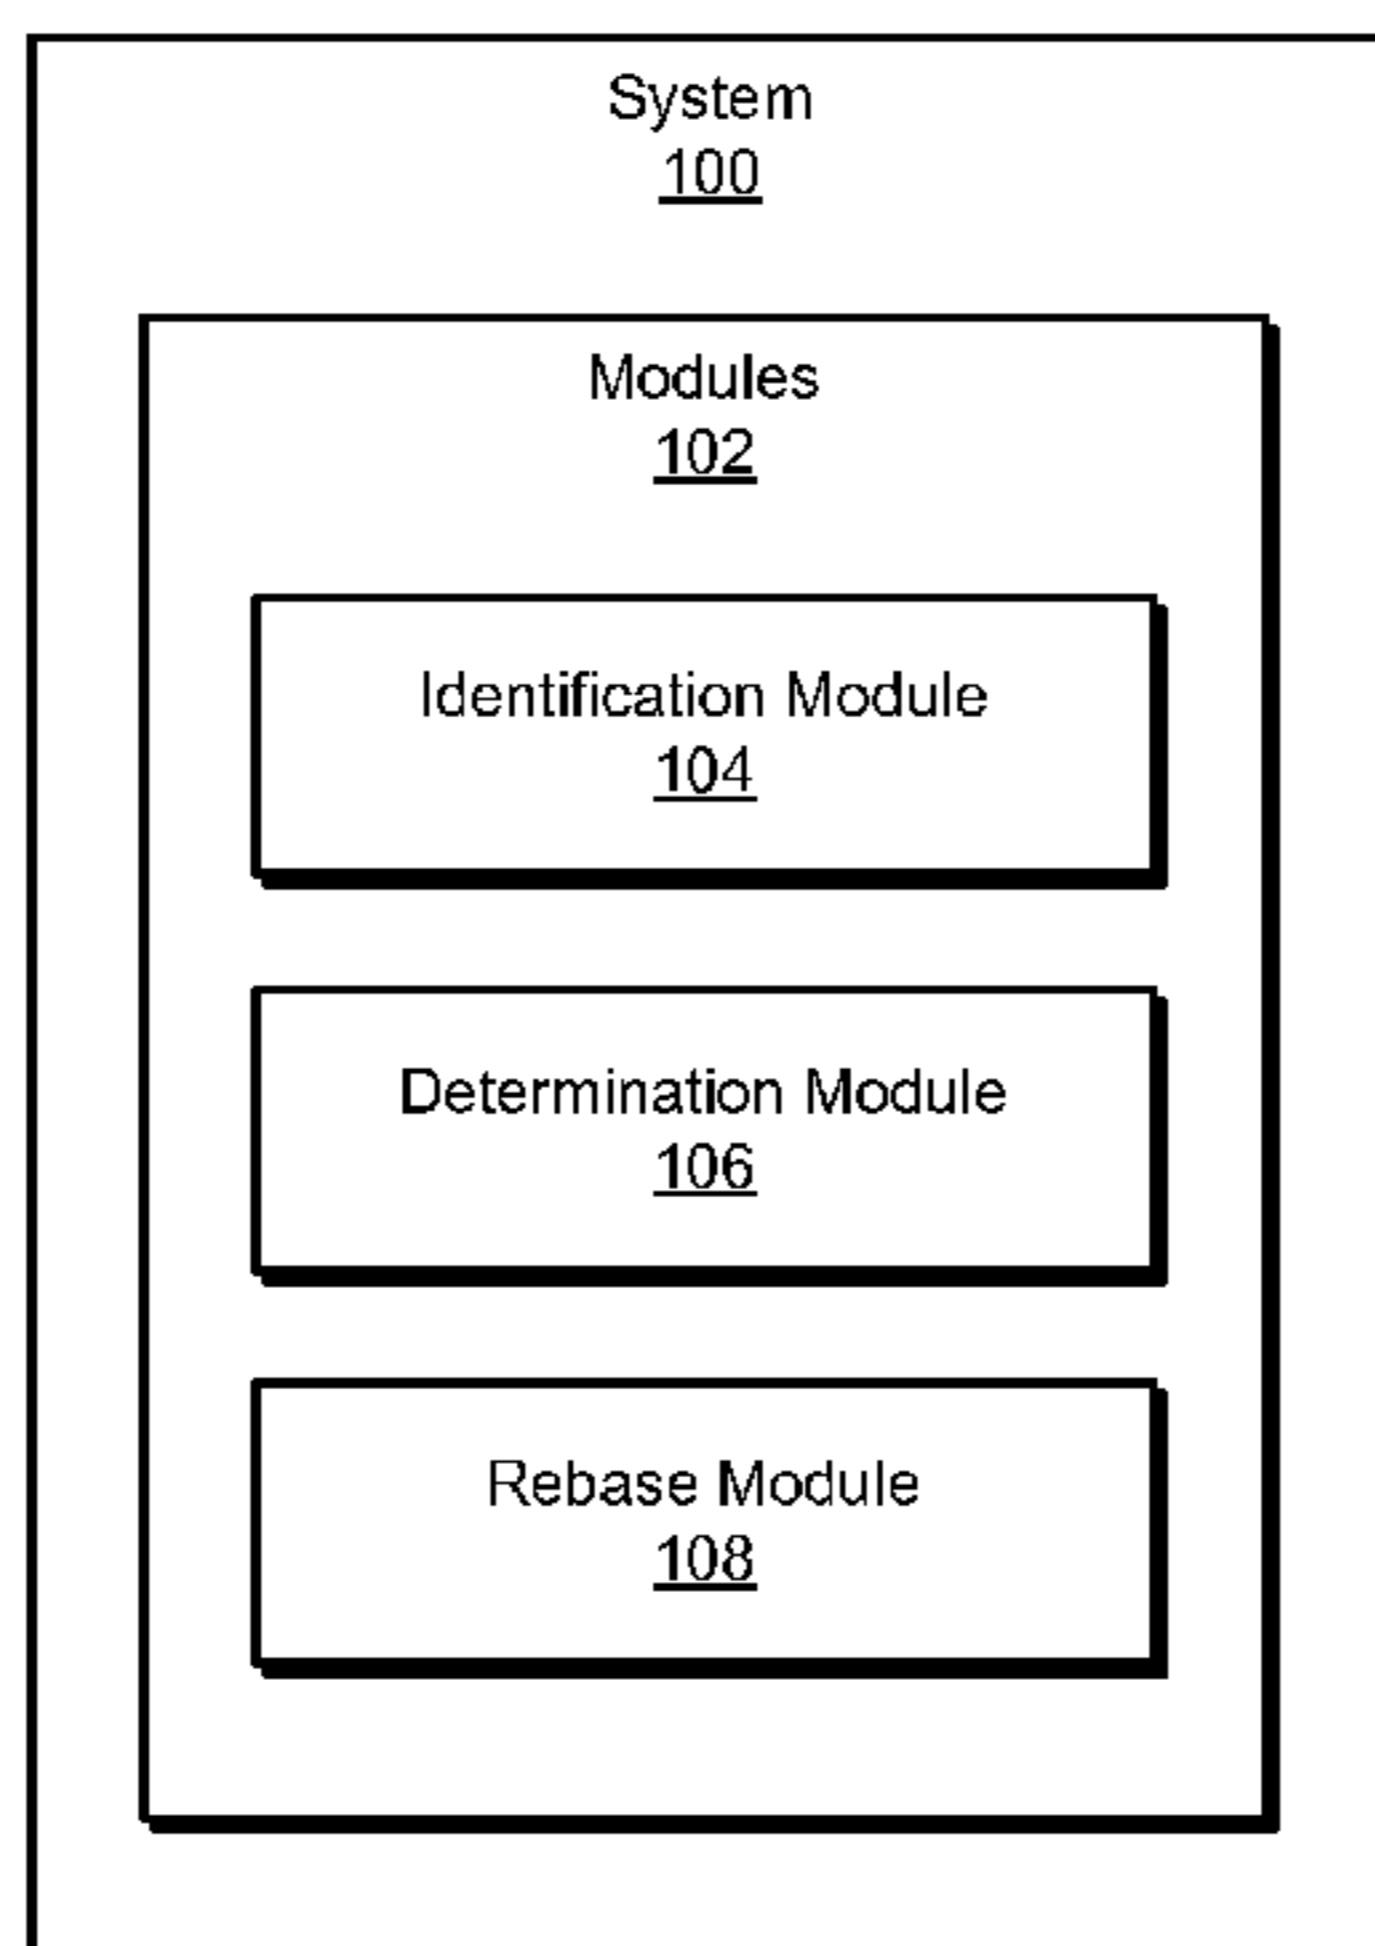 System
100
Modules
102
Identification Module
104
Determination Module
106
Rebase Module
108